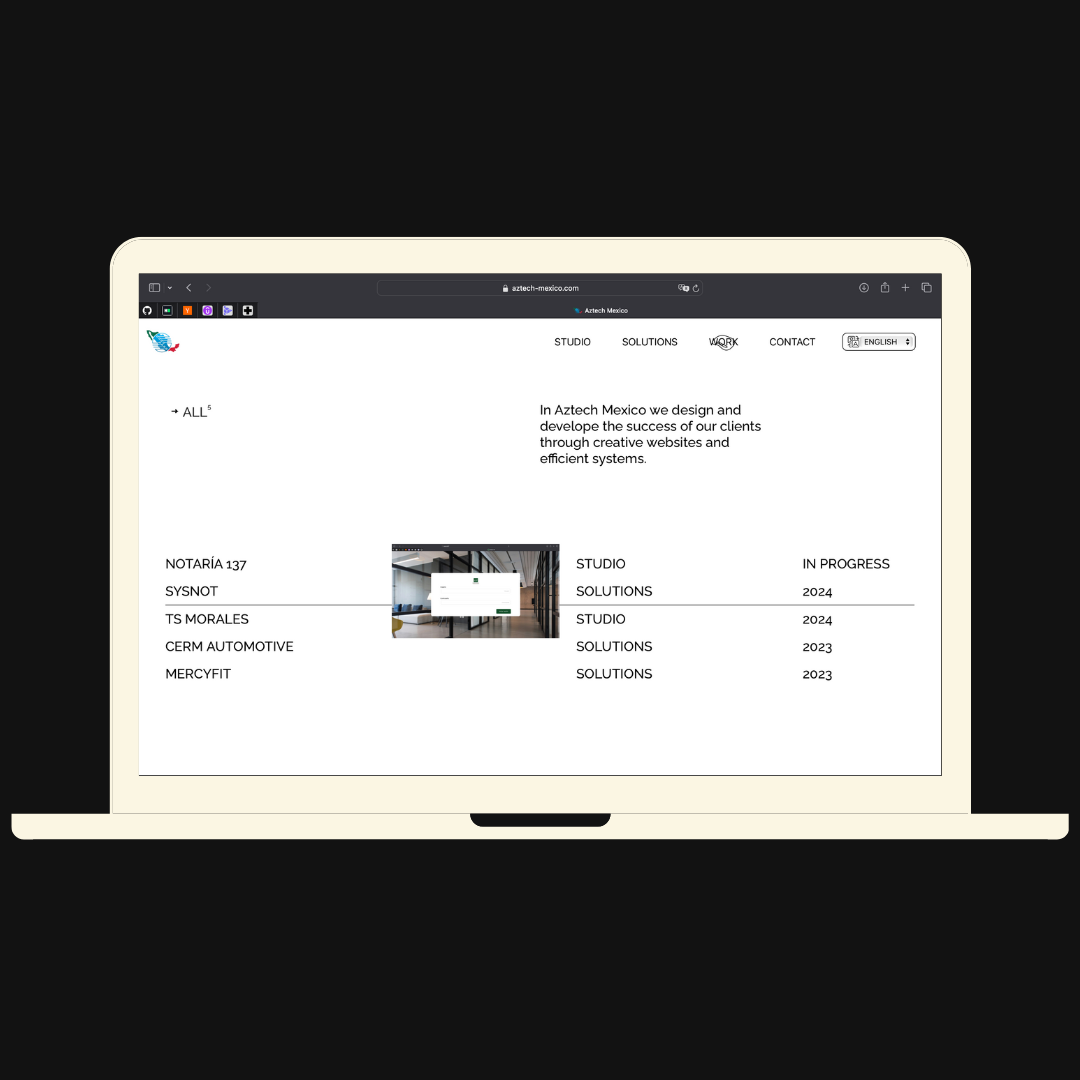 aztech-mexico.com
Aztech Mexico
STUDIO SOLUTIONS WORK CONTACT ENGLISH
→ ALL⁵
In Aztech Mexico we design and
develope the success of our clients
through creative websites and
efficient systems.
NOTARÍA 137 STUDIO IN PROGRESS
SYSNOT SOLUTIONS 2024
TS MORALES STUDIO 2024
CERM AUTOMOTIVE SOLUTIONS 2023
MERCYFIT SOLUTIONS 2023